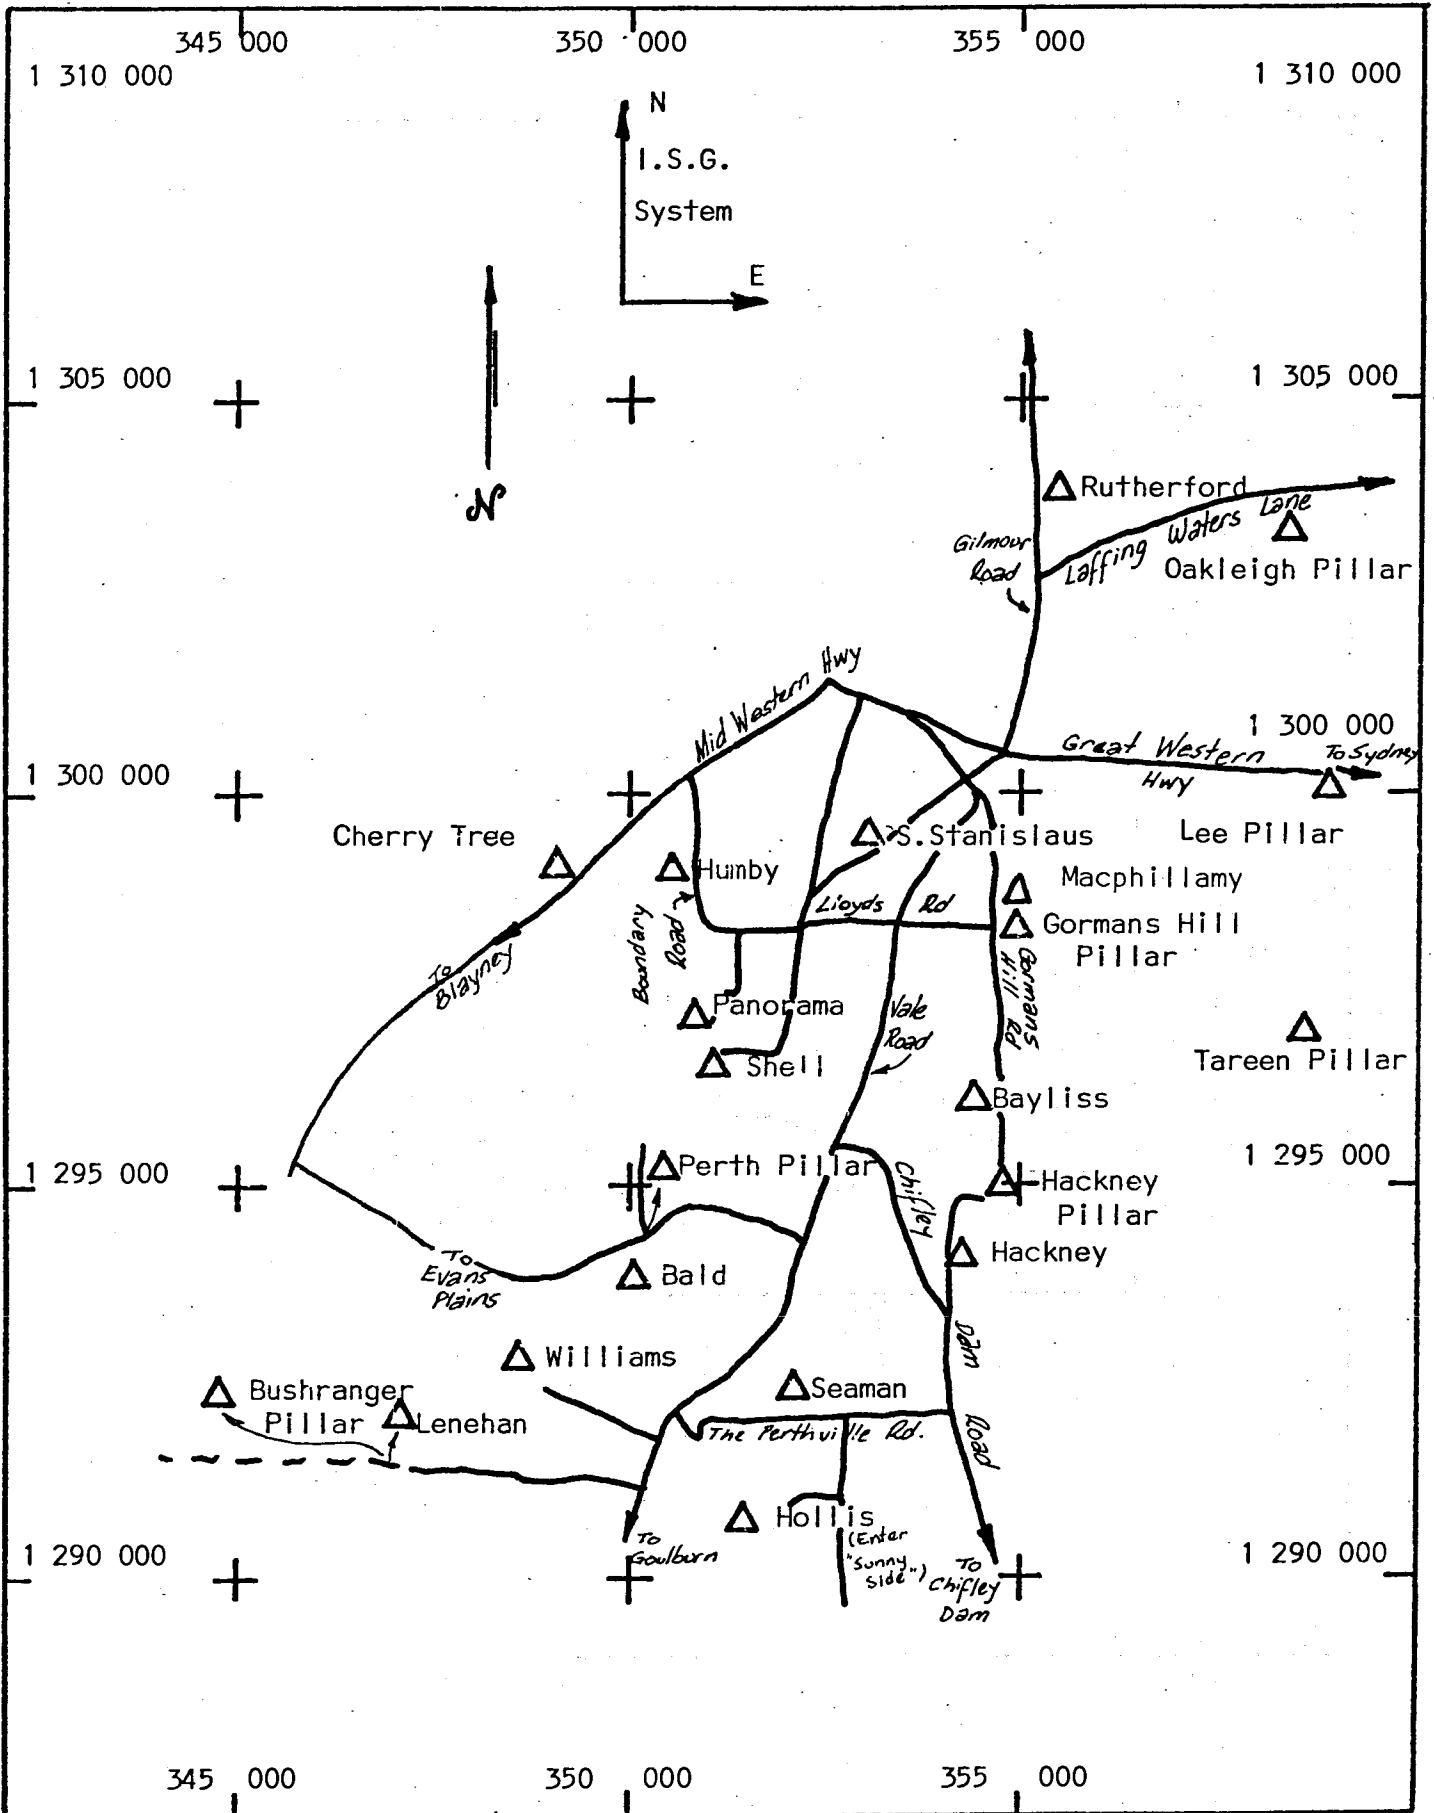 345 000
350 000
355 000
1 310 000
1 310 000
N
I.S.G.
System
E
1 305 000
1 305 000
N
Rutherford
Gilmour
Road
Laffing Waters Lane
Oakleigh Pillar
Mid Western Hwy
1 300 000
Great Western
Hwy
To Sydney
1 300 000
Cherry Tree
S.Stanislaus
Lee Pillar
Humby
Macphillamy
Lloyds Rd
Gormans Hill
Pillar
Boundary
Road
Gormans
Hill Rd
To
Blayney
Panorama
Vale
Road
Shell
Tareen Pillar
Bayliss
1 295 000
Perth Pillar
1 295 000
Chifley
Hackney
Pillar
Hackney
To
Evans
Plains
Bald
Dam
Williams
Bushranger
Pillar
Seaman
Lenehan
The Perthville Rd.
Road
Hollis
(Enter
"Sunny
Side")
To
Goulburn
1 290 000
1 290 000
To
Chifley
Dam
345 000
350 000
355 000